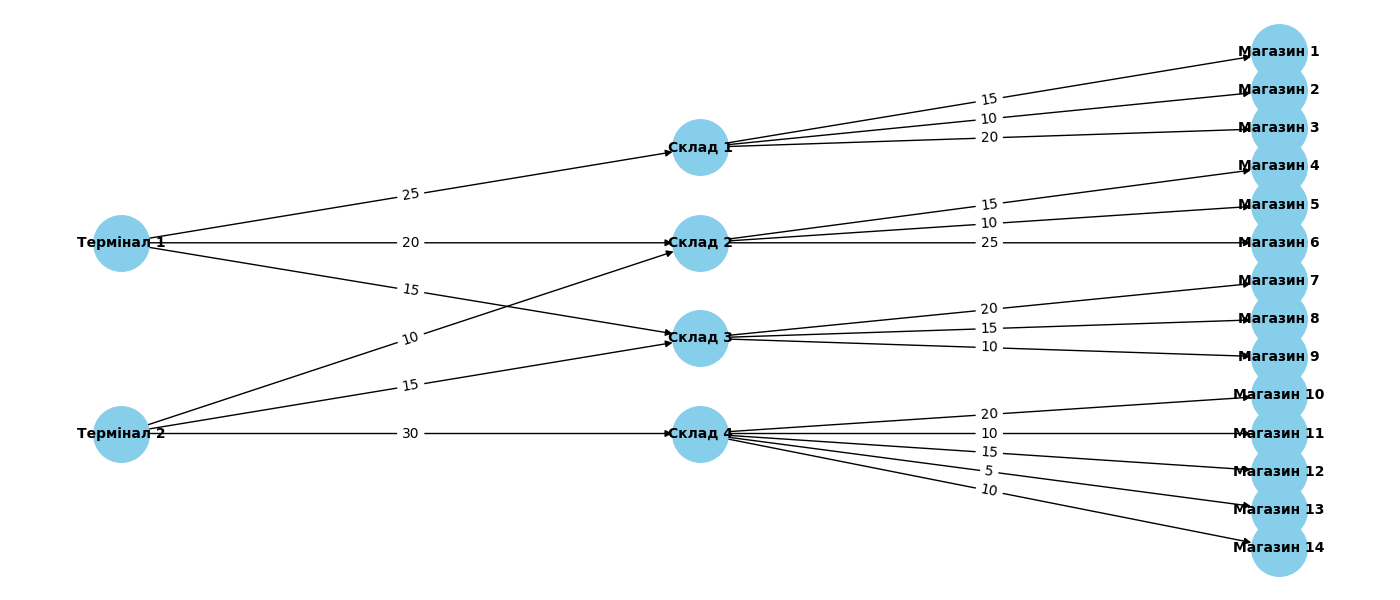 Термінал 1
Термінал 2
25
20
15
10
15
30
Склад 1
Склад 2
Склад 3
Склад 4
15
10
20
15
10
25
20
15
10
20
10
15
5
10
Магазин 1
Магазин 2
Магазин 3
Магазин 4
Магазин 5
Магазин 6
Магазин 7
Магазин 8
Магазин 9
Магазин 10
Магазин 11
Магазин 12
Магазин 13
Магазин 14